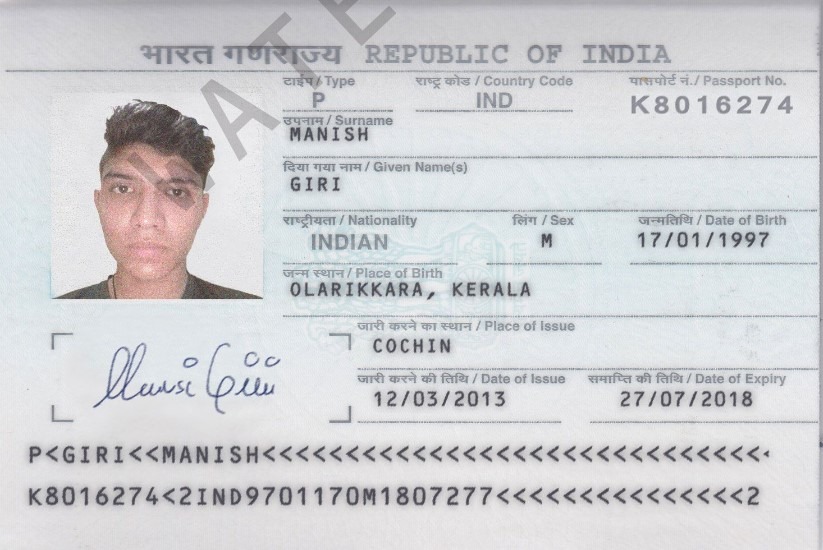 भारत गणराज्य REPUBLIC OF INDIA
टाईप / Type राष्ट्र कोड / Country Code पासपोर्ट नं. / Passport No.
P IND K8016274
उपनाम / Surname
MANISH
दिया गया नाम / Given Name(s)
GIRI
राष्ट्रीयता / Nationality लिंग / Sex जन्मतिथि / Date of Birth
INDIAN M 17/01/1997
जन्म स्थान / Place of Birth
OLARIKKARA, KERALA
जारी करने का स्थान / Place of Issue
COCHIN
जारी करने की तिथि / Date of Issue समाप्ति की तिथि / Date of Expiry
12/03/2013 27/07/2018
P<GIRI<<MANISH<<<<<<<<<<<<<<<<<<<<<<<<<<<<<<
K8016274<2IND9701170M1807277<<<<<<<<<<<<<<<2